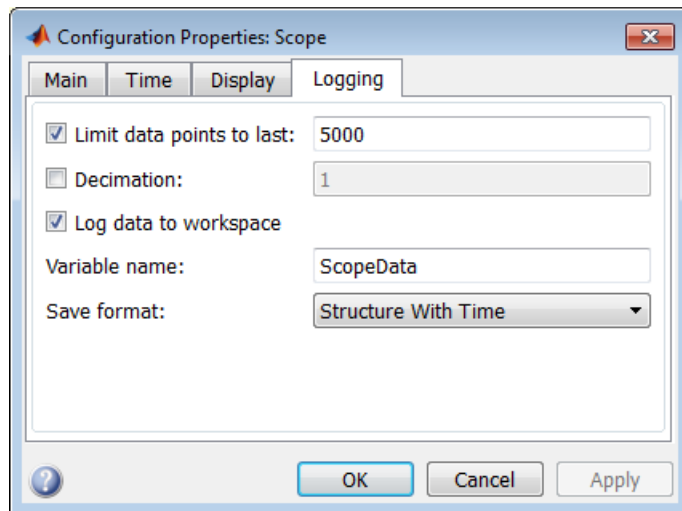 Configuration Properties: Scope
Main Time Display Logging
Limit data points to last: 5000
Decimation: 1
Log data to workspace
Variable name: ScopeData
Save format: Structure With Time
? OK Cancel Apply